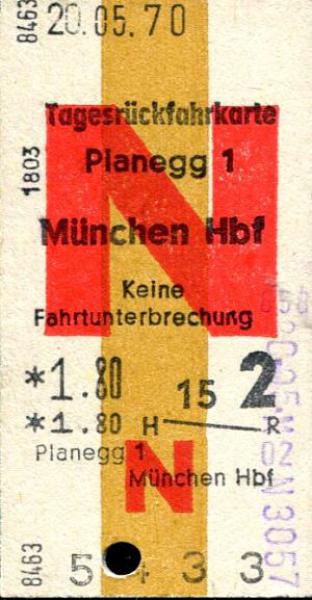 8463
20.05.70
Tagesrückfahrkarte
1803
Planegg 1
N
München Hbf
Keine
Fahrtunterbrechung
*1.80
15
2
*1.80 H R
Planegg 1
München Hbf
N
8463
5 4 3 3
N 3057